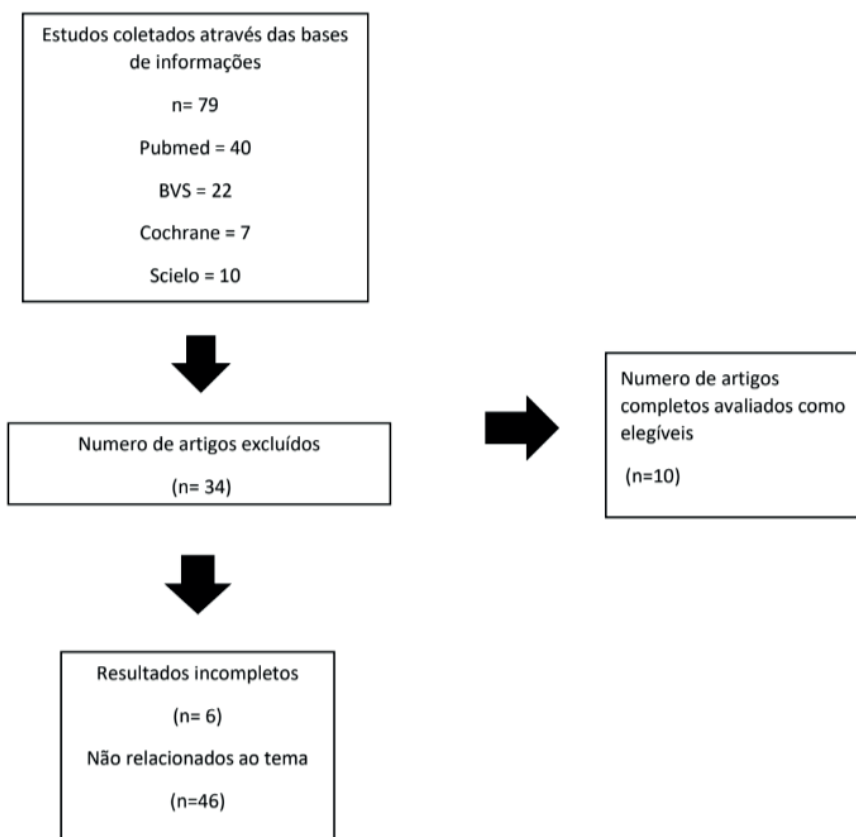 Estudos coletados através das bases
de informações
n= 79
Pubmed = 40
BVS = 22
Cochrane = 7
Scielo = 10
Numero de artigos excluídos
(n= 34)
Numero de artigos
completos avaliados como
elegíveis
(n=10)
Resultados incompletos
(n= 6)
Não relacionados ao tema
(n=46)